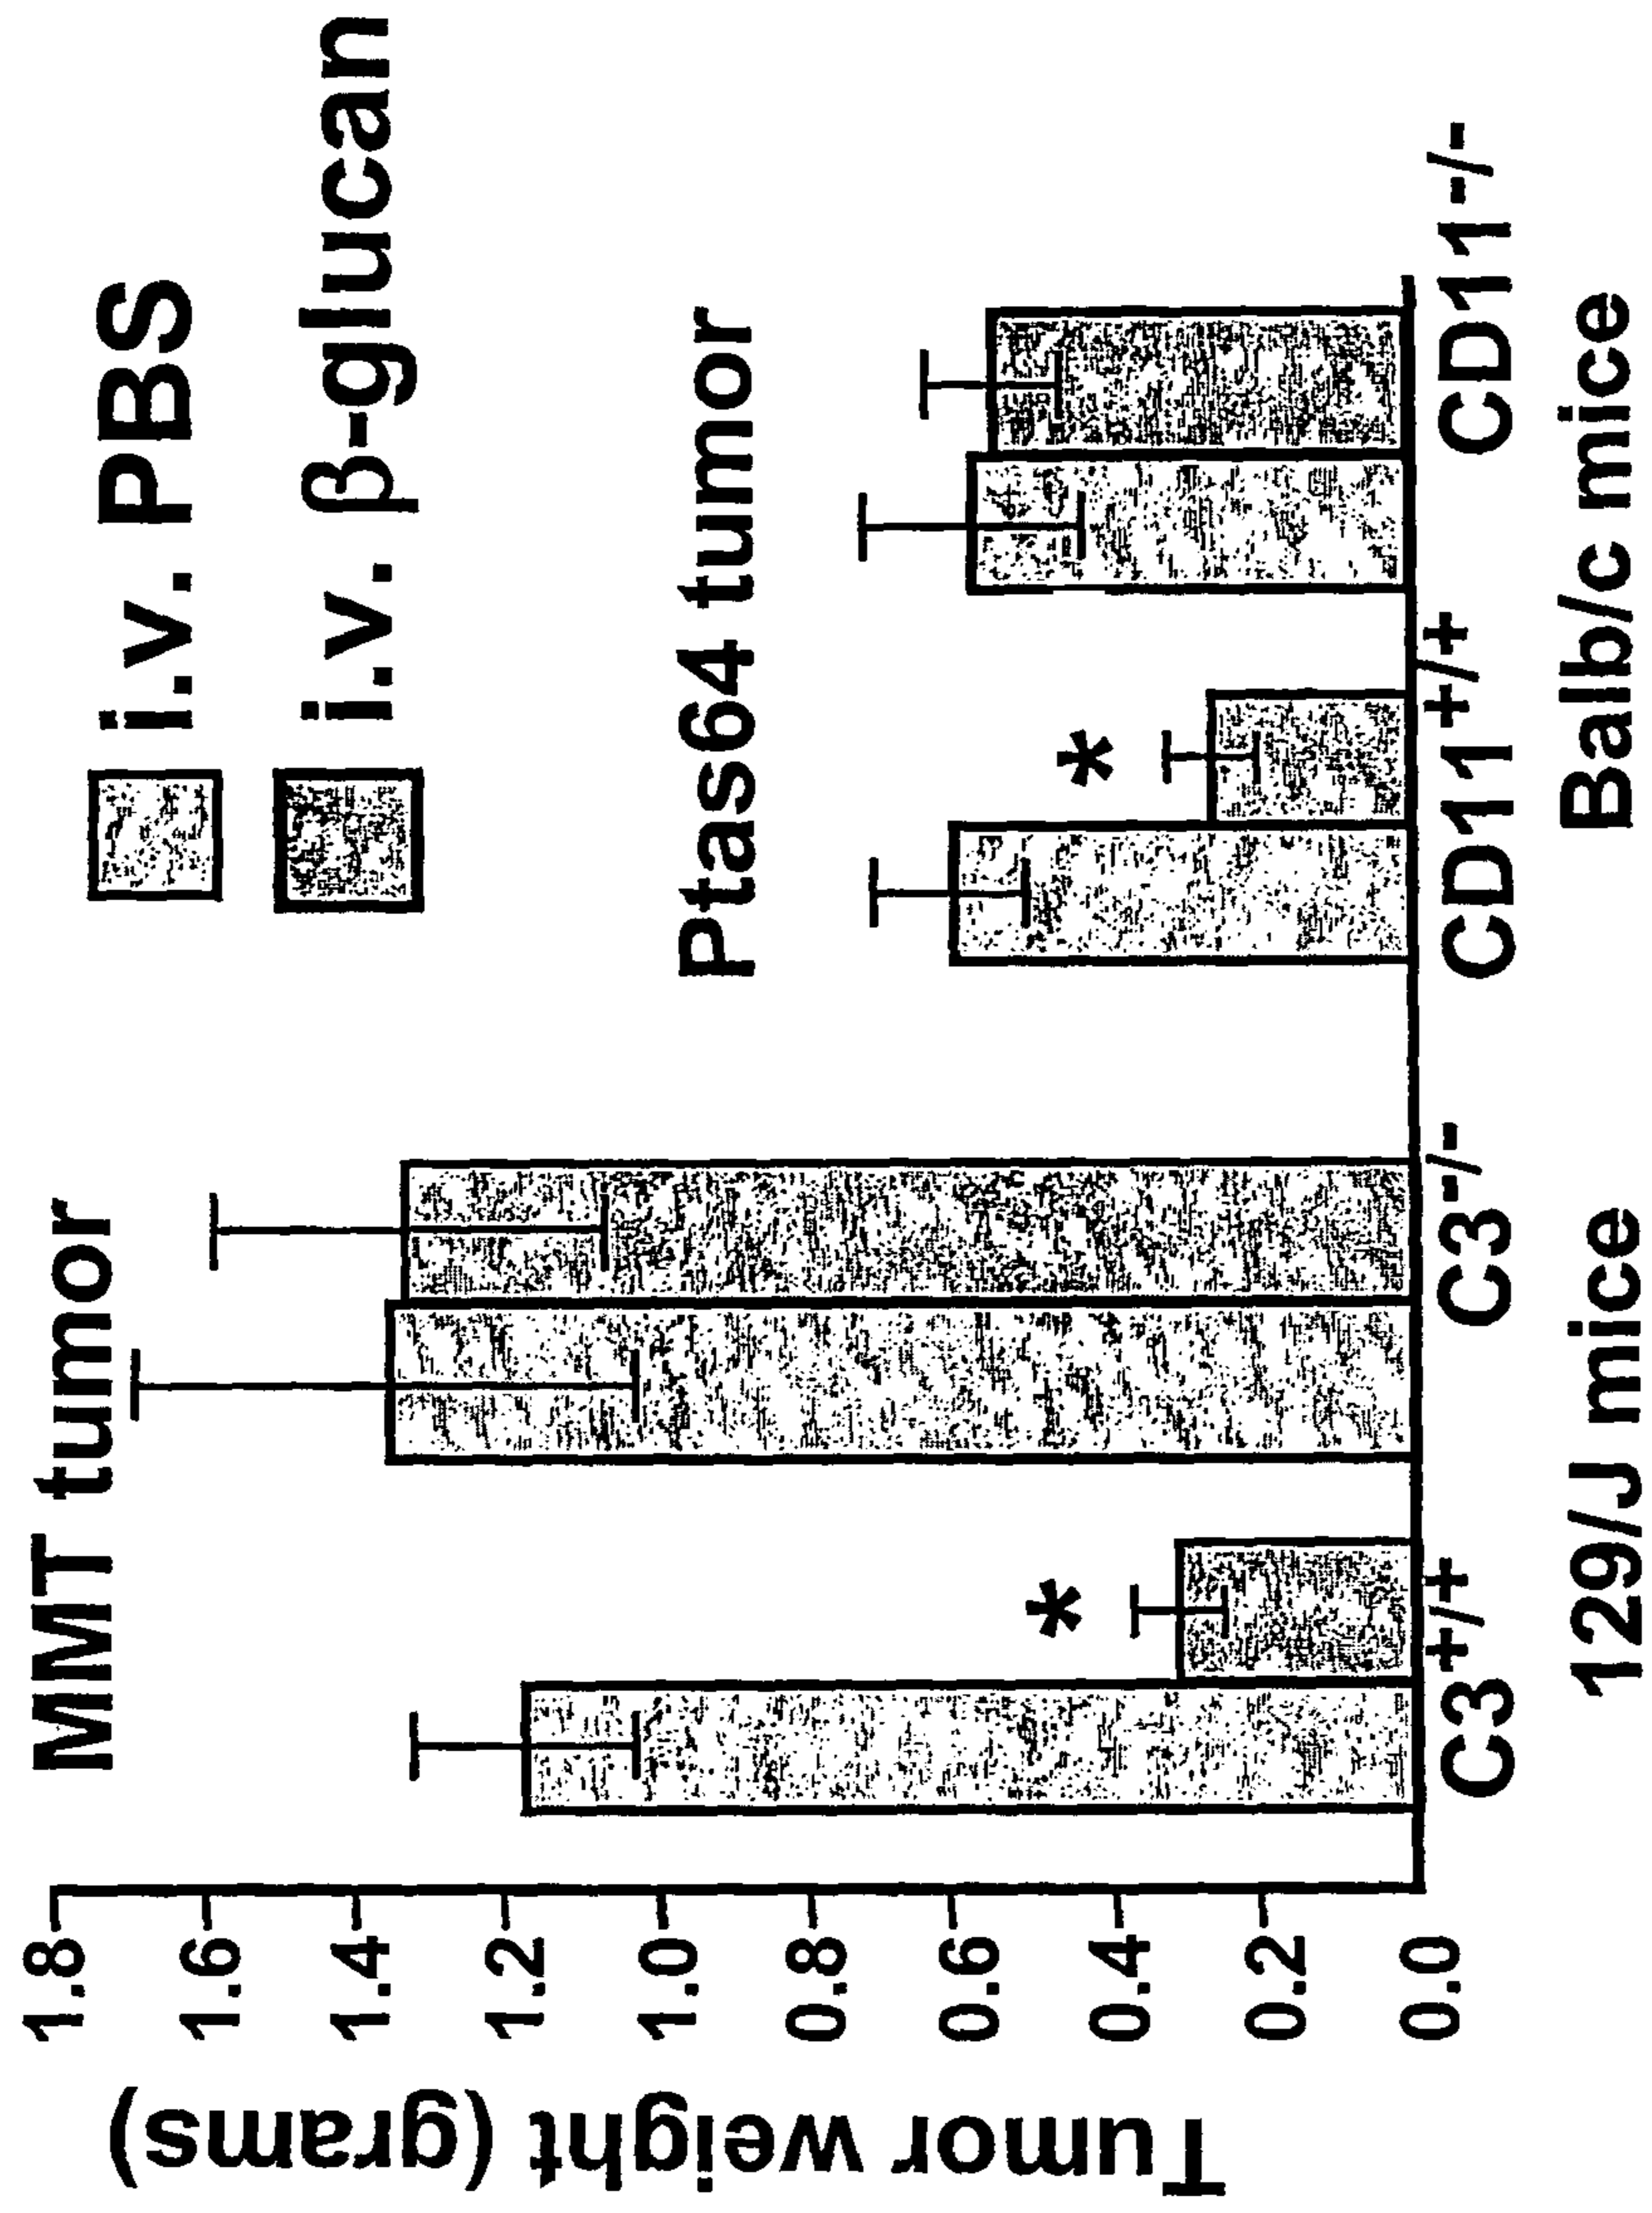 i.v. PBS
i.v. β-glucan
MMT tumor
Ptas64 tumor
Tumor weight (grams)
1.8
1.6
1.4
1.2
1.0
0.8
0.6
0.4
0.2
0.0
*
*
C3+/+
C3-/-
CD11+/+
CD11-/-
129/J mice
Balb/c mice